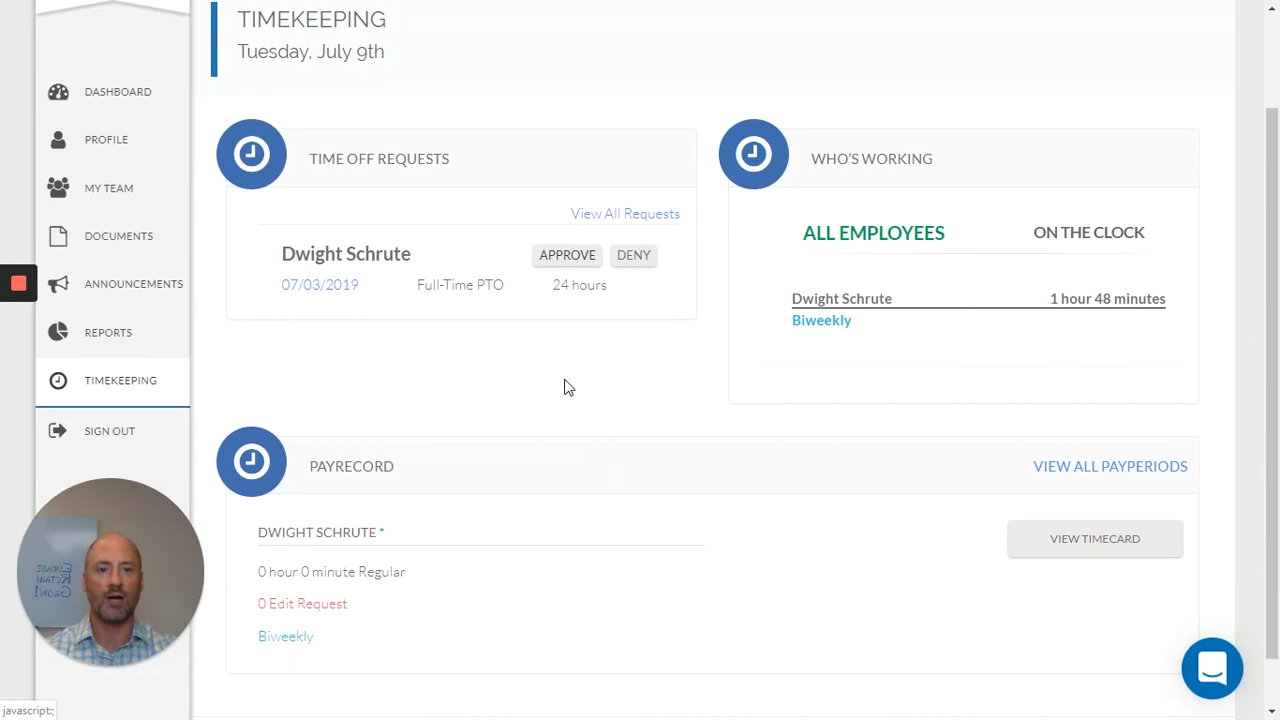 TIMEKEEPING
Tuesday, July 9th
DASHBOARD
PROFILE
MY TEAM
DOCUMENTS
ANNOUNCEMENTS
REPORTS
TIMEKEEPING
SIGN OUT
TIME OFF REQUESTS
View All Requests
Dwight Schrute APPROVE DENY
07/03/2019 Full-Time PTO 24 hours
WHO'S WORKING
ALL EMPLOYEES ON THE CLOCK
Dwight Schrute 1 hour 48 minutes
Biweekly
PAYRECORD VIEW ALL PAYPERIODS
DWIGHT SCHRUTE * VIEW TIMECARD
0 hour 0 minute Regular
0 Edit Request
Biweekly
ENGAGE
RETAIN
GROW!
javascript:;